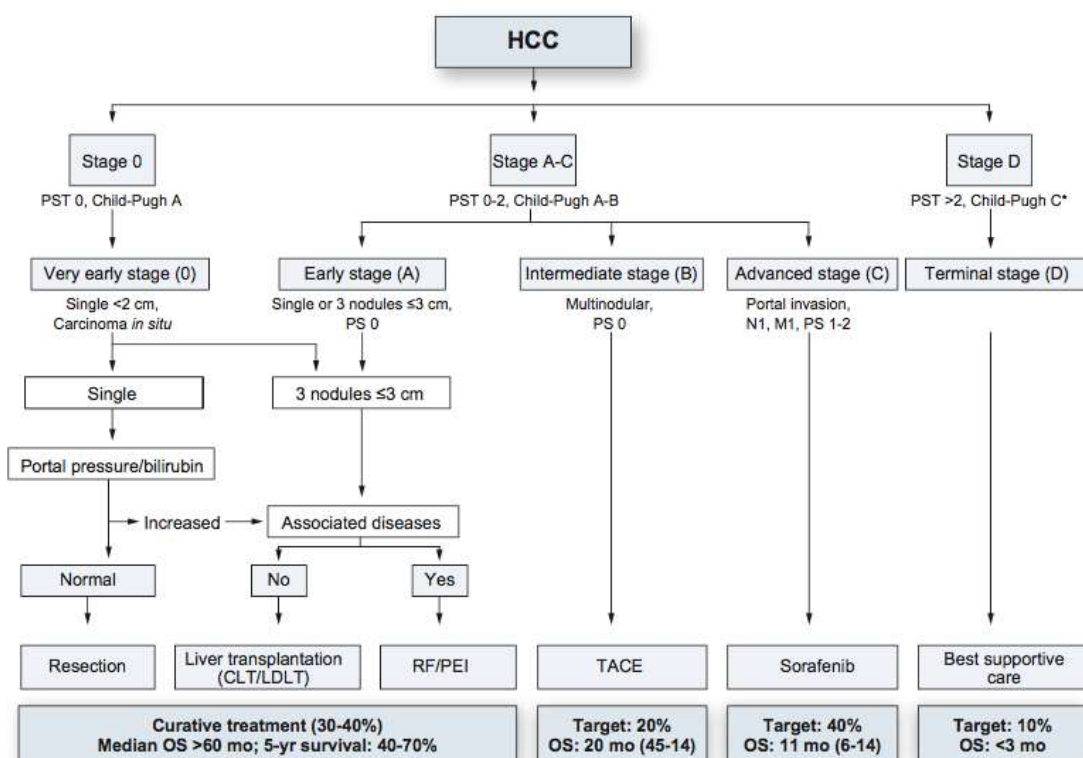 HCC
Stage 0
PST 0, Child-Pugh A
Stage A-C
PST 0-2, Child-Pugh A-B
Stage D
PST >2, Child-Pugh C*
Very early stage (0)
Single <2 cm,
Carcinoma in situ
Early stage (A)
Single or 3 nodules ≤3 cm,
PS 0
Intermediate stage (B)
Multinodular,
PS 0
Advanced stage (C)
Portal invasion,
N1, M1, PS 1-2
Terminal stage (D)
Single
3 nodules ≤3 cm
Portal pressure/bilirubin
Increased
Associated diseases
Normal
No
Yes
Resection
Liver transplantation
(CLT/LDLT)
RF/PEI
TACE
Sorafenib
Best supportive
care
Curative treatment (30-40%)
Median OS >60 mo; 5-yr survival: 40-70%
Target: 20%
OS: 20 mo (45-14)
Target: 40%
OS: 11 mo (6-14)
Target: 10%
OS: <3 mo